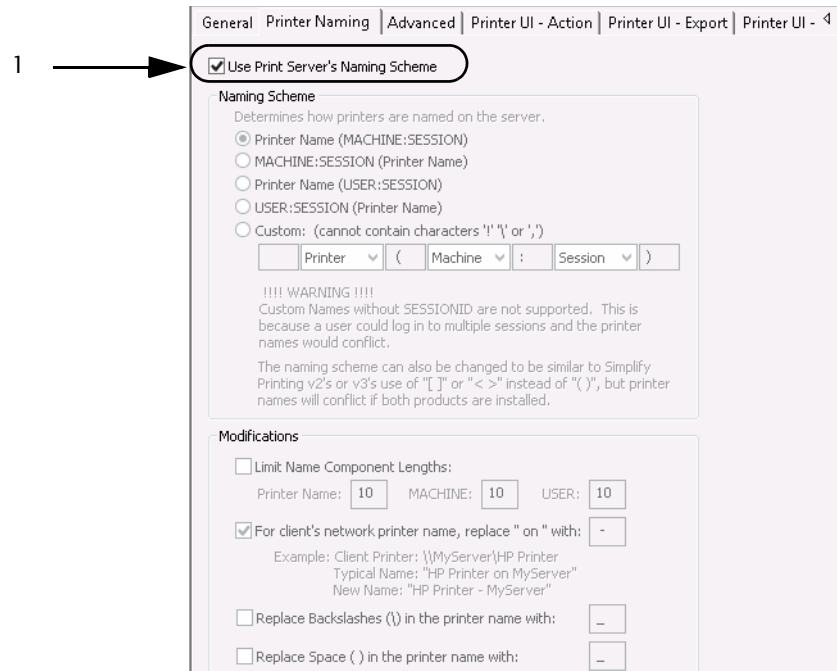 General Printer Naming Advanced Printer UI - Action Printer UI - Export Printer UI -
1
Use Print Server's Naming Scheme
Naming Scheme
Determines how printers are named on the server.
Printer Name (MACHINE:SESSION)
MACHINE:SESSION (Printer Name)
Printer Name (USER:SESSION)
USER:SESSION (Printer Name)
Custom: (cannot contain characters '!' '\' or ',')
Printer ( Machine : Session )
!!!! WARNING !!!!
Custom Names without SESSIONID are not supported. This is
because a user could log in to multiple sessions and the printer
names would conflict.
The naming scheme can also be changed to be similar to Simplify
Printing v2's or v3's use of "[ ]" or "< >" instead of "( )", but printer
names will conflict if both products are installed.
Modifications
Limit Name Component Lengths:
Printer Name: 10 MACHINE: 10 USER: 10
For client's network printer name, replace " on " with: -
Example: Client Printer: \\MyServer\HP Printer
Typical Name: "HP Printer on MyServer"
New Name: "HP Printer - MyServer"
Replace Backslashes (\) in the printer name with: _
Replace Space ( ) in the printer name with: _